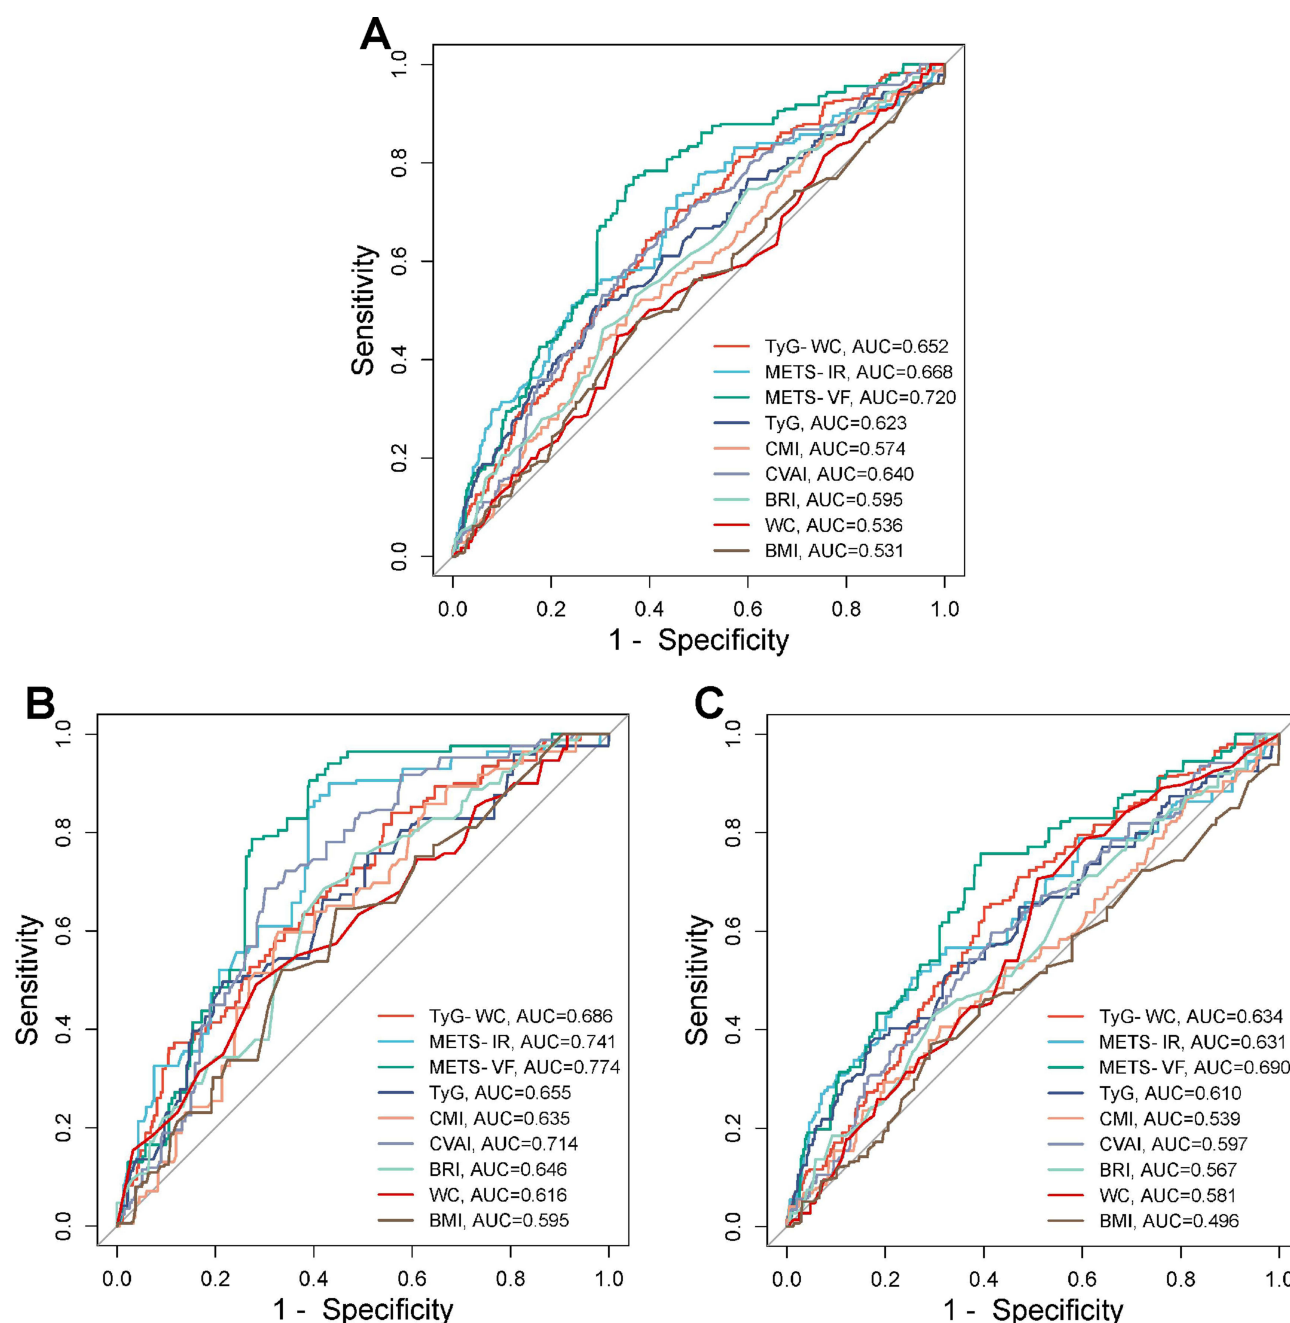 A
1.0
0.8
0.6
0.4
0.2
0.0
Sensitivity
TyG- WC, AUC=0.652
METS- IR, AUC=0.668
METS- VF, AUC=0.720
TyG, AUC=0.623
CMI, AUC=0.574
CVAI, AUC=0.640
BRI, AUC=0.595
WC, AUC=0.536
BMI, AUC=0.531
0.0 0.2 0.4 0.6 0.8 1.0
1 - Specificity
B
1.0
0.8
0.6
0.4
0.2
0.0
Sensitivity
TyG- WC, AUC=0.686
METS- IR, AUC=0.741
METS- VF, AUC=0.774
TyG, AUC=0.655
CMI, AUC=0.635
CVAI, AUC=0.714
BRI, AUC=0.646
WC, AUC=0.616
BMI, AUC=0.595
0.0 0.2 0.4 0.6 0.8 1.0
1 - Specificity
C
1.0
0.8
0.6
0.4
0.2
0.0
Sensitivity
TyG- WC, AUC=0.634
METS- IR, AUC=0.631
METS- VF, AUC=0.690
TyG, AUC=0.610
CMI, AUC=0.539
CVAI, AUC=0.597
BRI, AUC=0.567
WC, AUC=0.581
BMI, AUC=0.496
0.0 0.2 0.4 0.6 0.8 1.0
1 - Specificity